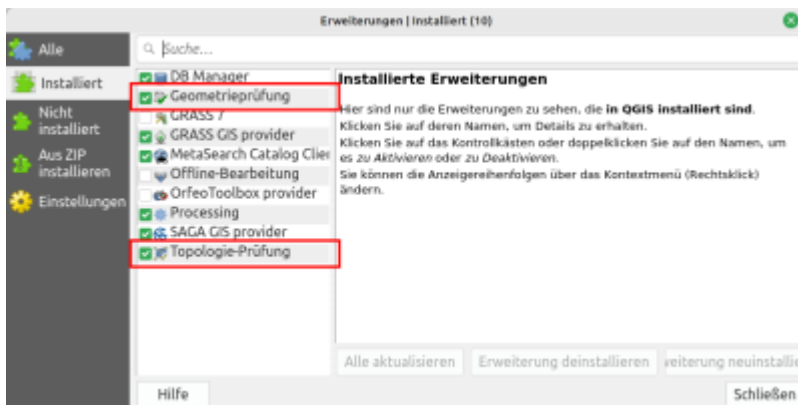 Erweiterungen | Installiert (10)
Alle
Suche...
Installiert
Nicht installiert
Aus ZIP installieren
Einstellungen
DB Manager
Geometrieprüfung
GRASS 7
GRASS GIS provider
MetaSearch Catalog Clier
Offline-Bearbeitung
OrfeoToolbox provider
Processing
SAGA GIS provider
Topologie-Prüfung
Installierte Erweiterungen
Hier sind nur die Erweiterungen zu sehen, die in QGIS installiert sind.
Klicken Sie auf deren Namen, um Details zu erhalten.
Klicken Sie auf das Kontrollkästen oder doppelklicken Sie auf den Namen, um
es zu Aktivieren oder zu Deaktivieren.
Sie können die Anzeigereihenfolgen über das Kontextmenü (Rechtsklick)
ändern.
Alle aktualisieren
Erweiterung deinstallieren
veiterung neuinstallie
Hilfe
Schließen